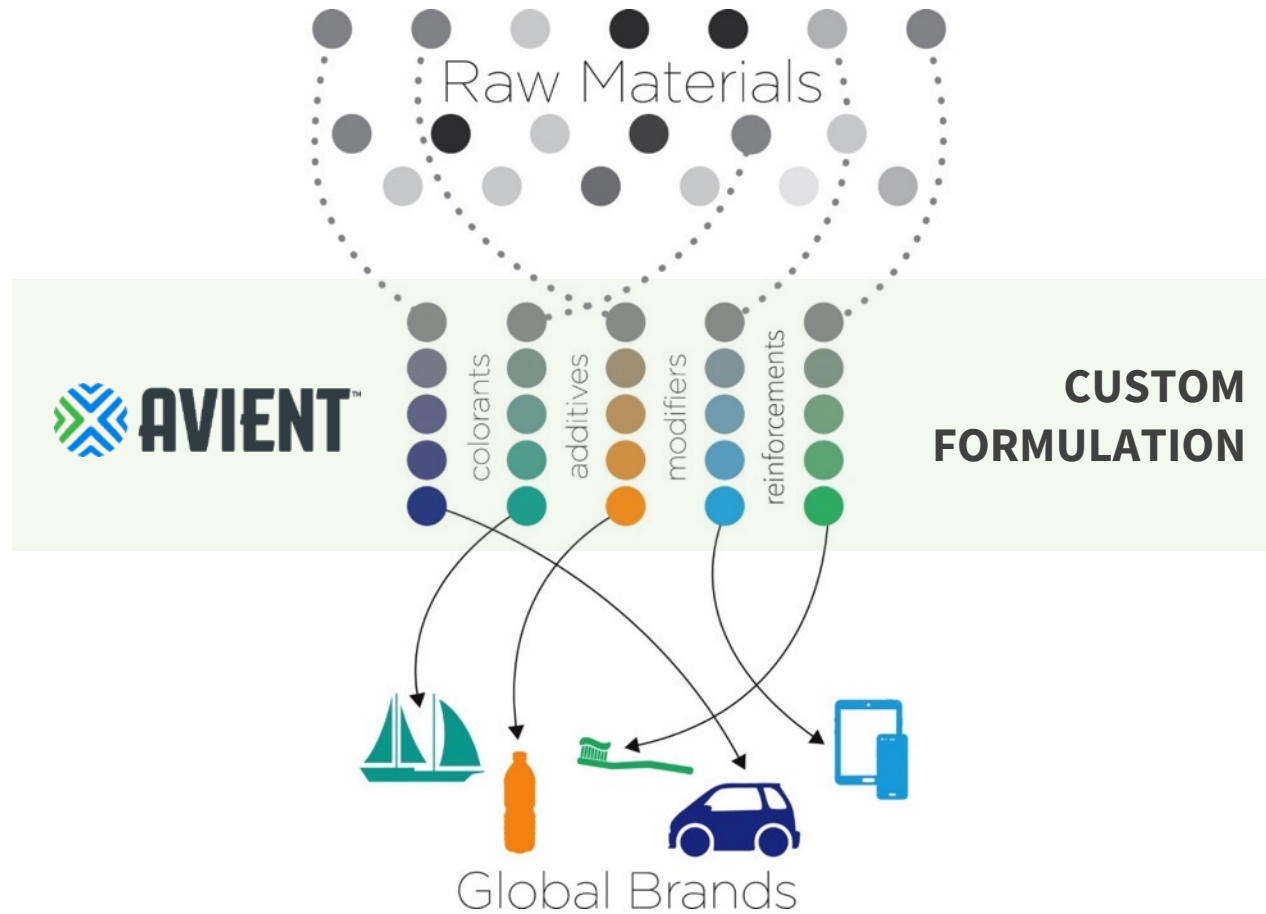 Raw Materials
AVIENT™
colorants
additives
modifiers
reinforcements
CUSTOM
FORMULATION
Global Brands